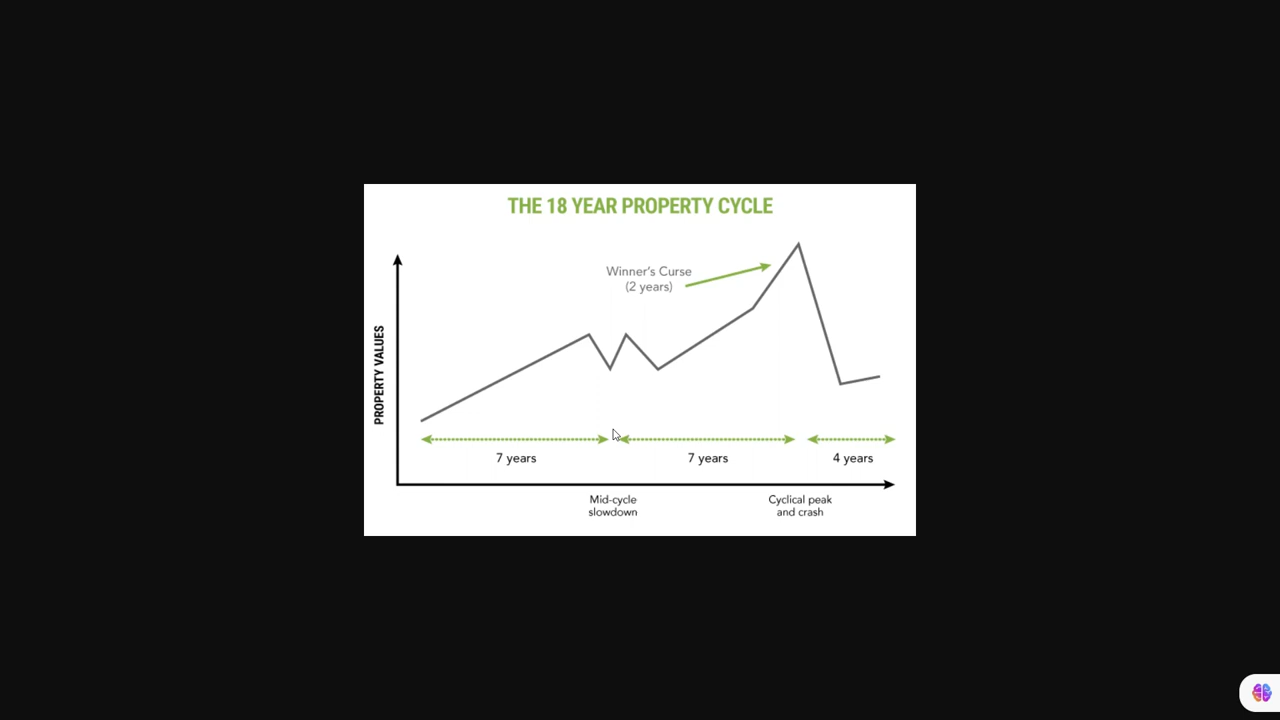 THE 18 YEAR PROPERTY CYCLE
Winner's Curse
(2 years)
PROPERTY VALUES
7 years
7 years
4 years
Mid-cycle
slowdown
Cyclical peak
and crash